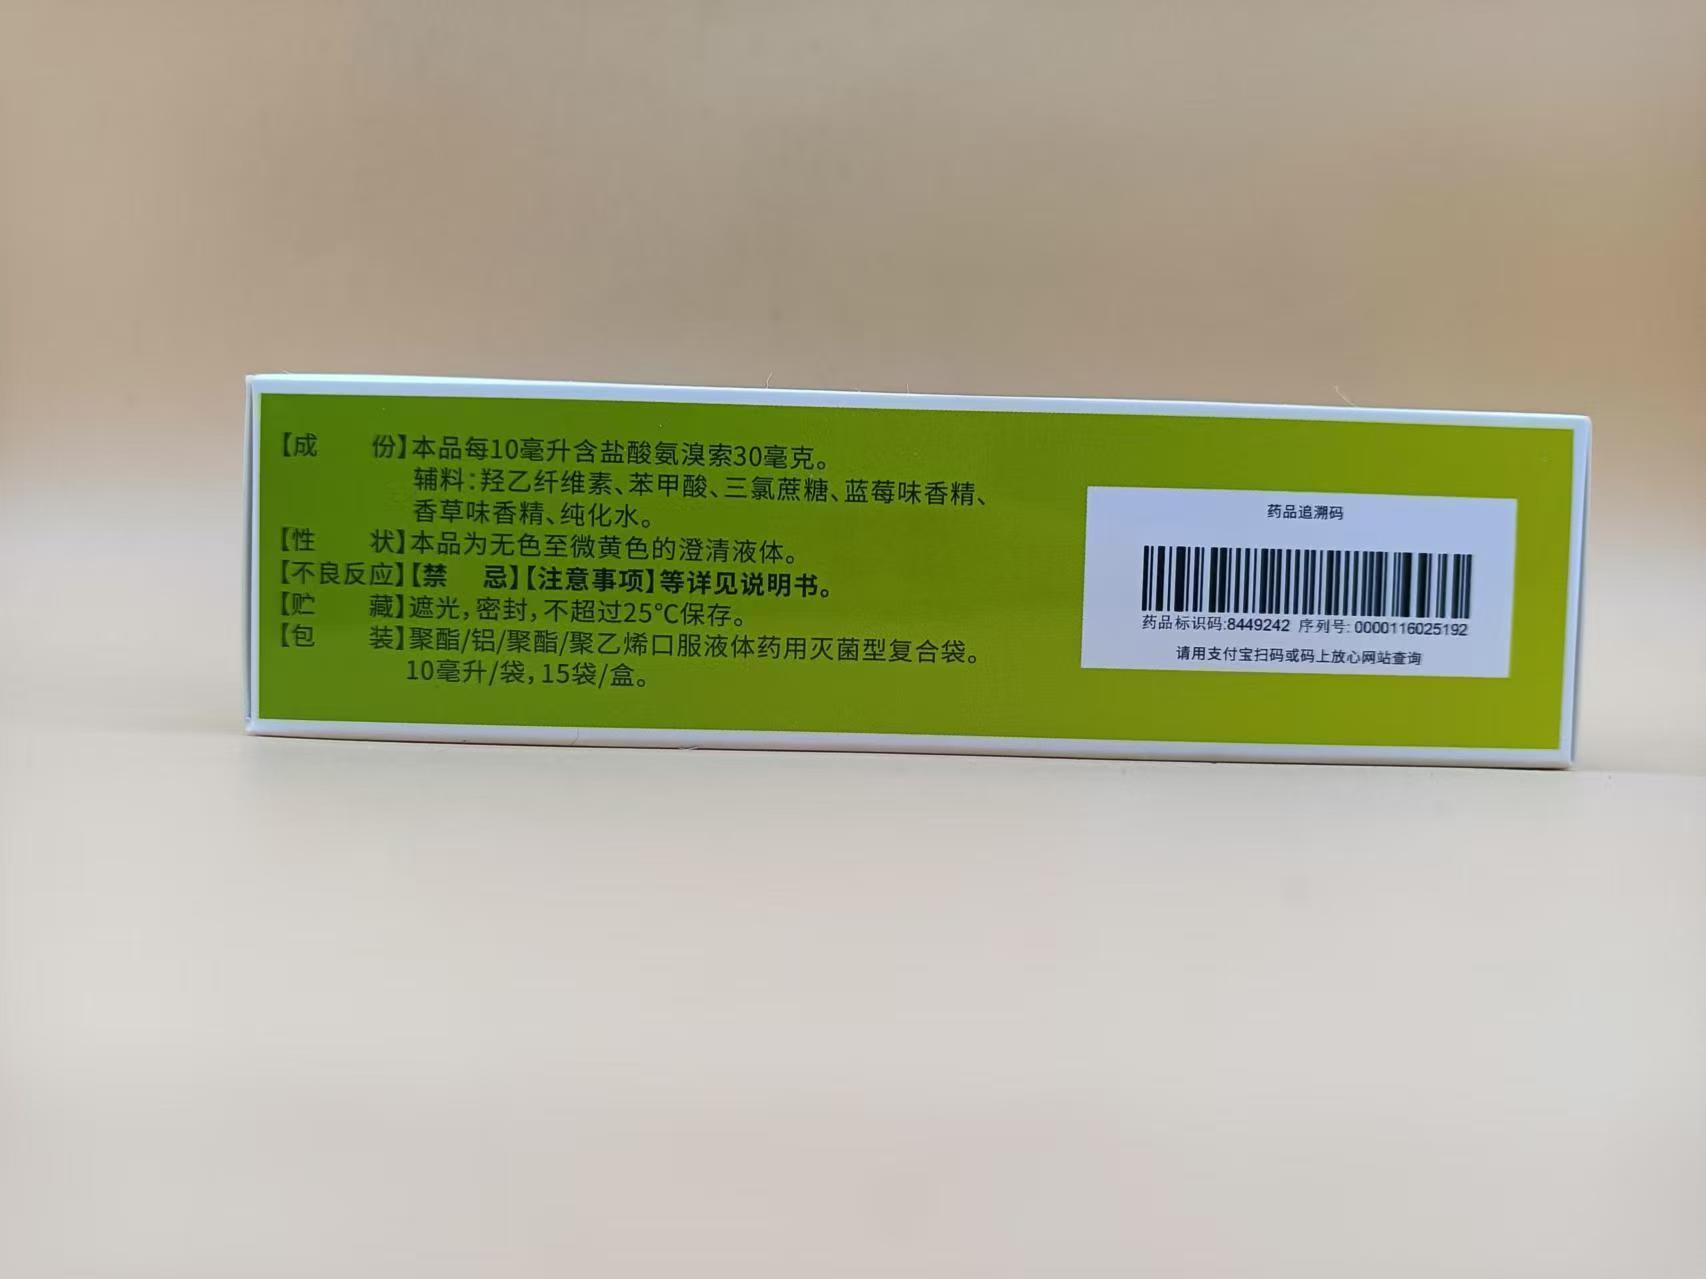 【成 份】本品每10毫升含盐酸氨溴索30毫克。
辅料:羟乙纤维素、苯甲酸、三氯蔗糖、蓝莓味香精、
香草味香精、纯化水。
【性 状】本品为无色至微黄色的澄清液体。
【不良反应】【禁 忌】【注意事项】等详见说明书。
【贮 藏】遮光,密封,不超过25℃保存。
【包 装】聚酯/铝/聚酯/聚乙烯口服液体药用灭菌型复合袋。
10毫升/袋,15袋/盒。
药品追溯码
药品标识码:8449242 序列号:0000116025192
请用支付宝扫码或码上放心网站查询